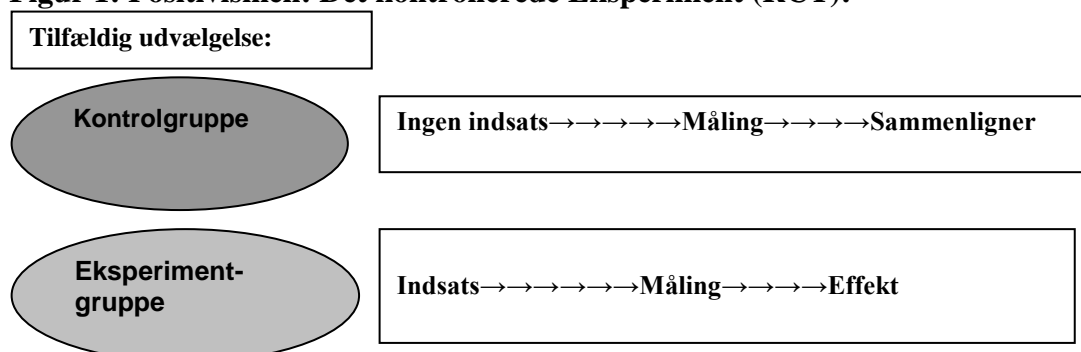 Tilfældig udvælgelse:
Kontrolgruppe
Ingen indsats→→→→→Måling→→→→Sammenligner
Eksperiment-
gruppe
Indsats→→→→→→Måling→→→→Effekt